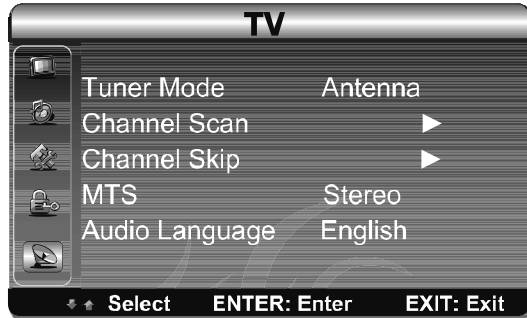 TV
Tuner Mode Antenna
Channel Scan ►
Channel Skip ►
MTS Stereo
Audio Language English
Select ENTER: Enter EXIT: Exit